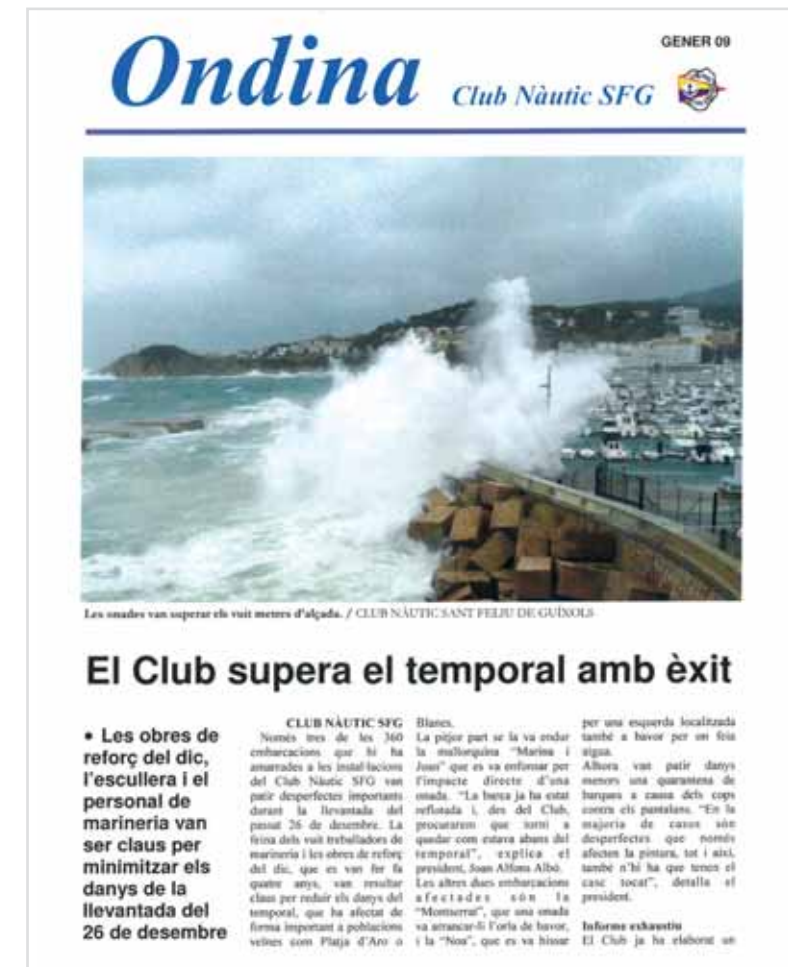 GENER 09
Ondina
Club Nàutic SFG
Les onades van superar els vuit metres d'alçada. / CLUB NÀUTIC SANT FELIU DE GUÍXOLS
El Club supera el temporal amb èxit
• Les obres de
reforç del dic,
l'escullera i el
personal de
marineria van
ser claus per
minimitzar els
danys de la
llevantada del
26 de desembre
CLUB NÀUTIC SFG
Només tres de les 360
embarcacions que hi ha
amarrades a les instal·lacions
del Club Nàutic SFG van
patir desperfectes importants
durant la llevantada del
passat 26 de desembre. La
feina dels vuit treballadors de
marineria i les obres de reforç
del dic, que es van fer fa
quatre anys, van resultar
claus per reduir els danys del
temporal, que ha afectat de
forma important a poblacions
veïnes com Platja d'Aro o
Blanes.
La pitjor part se la va endur
la mallorquina "Marina i
Joan" que es va enfonsar per
l'impacte directe d'una
onada. "La barca ja ha estat
reflotada i, des del Club,
procurarem que torni a
quedar com estava abans del
temporal", explica el
president, Joan Alfons Albó.
Les altres dues embarcacions
afectades són la
"Montserrat", que una onada
va arrancar-li l'orla de bavor,
i la "Noa", que es va
per una esquerda localitzada
també a bavor per on feia
aigua.
Alhora van patir danys
menors una quarantena de
barques a causa dels cops
contra els pantalans. "En la
majoria de casos són
desperfectes que només
afecten la pintura, tot i així,
també n'hi ha que tenen el
casc tocat", detalla el
president.
Informe exhaustiu
El Club ja ha elaborat un